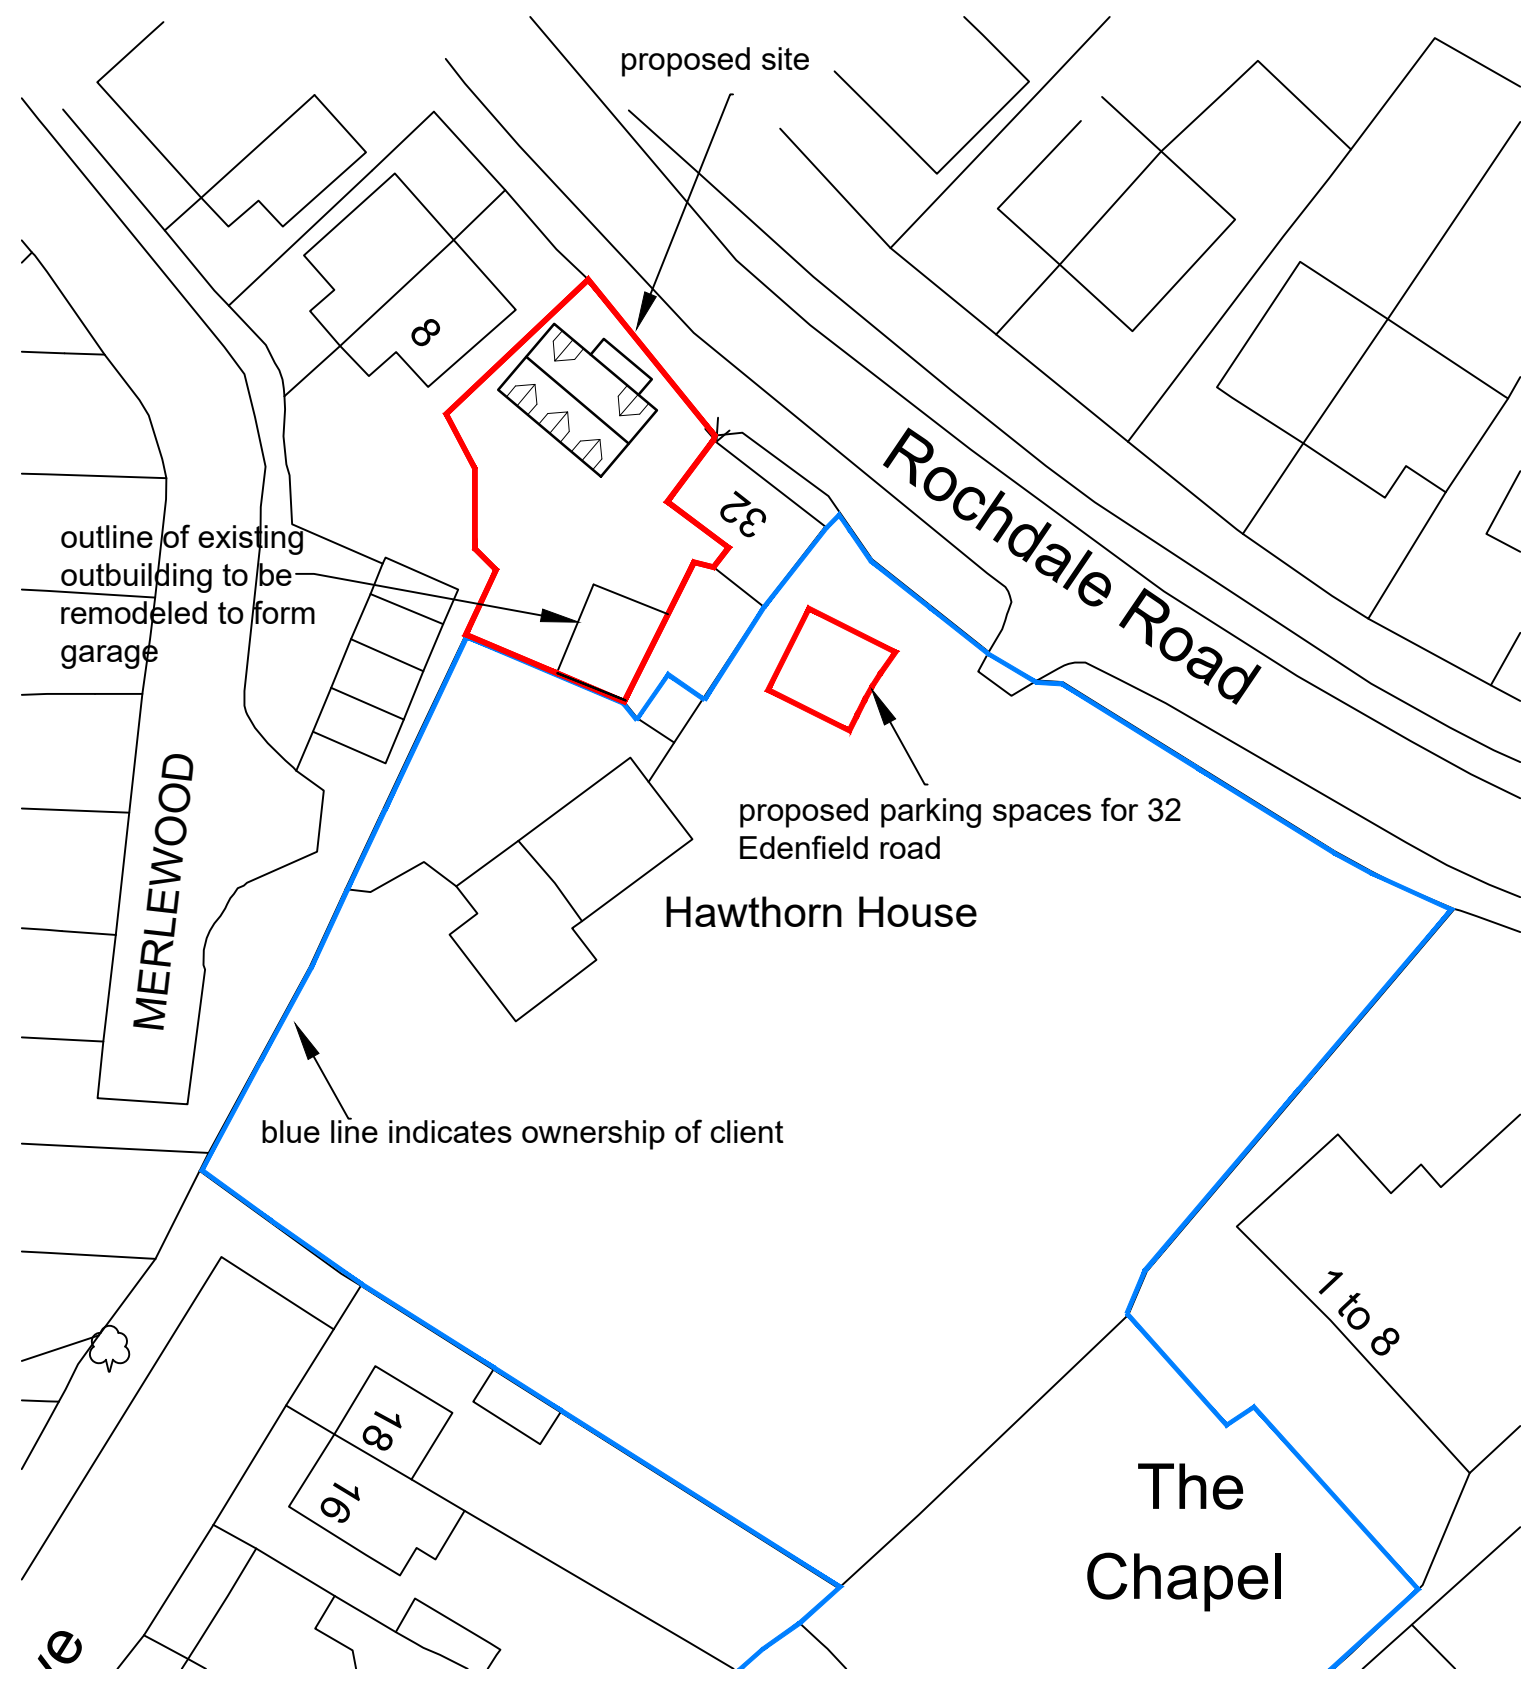 proposed site
8
32
Rochdale Road
outline of existing
outbuilding to be
remodeled to form
garage
MERLEWOOD
proposed parking spaces for 32
Edenfield road
Hawthorn House
blue line indicates ownership of client
1 to 8
18
16
The
Chapel
ve